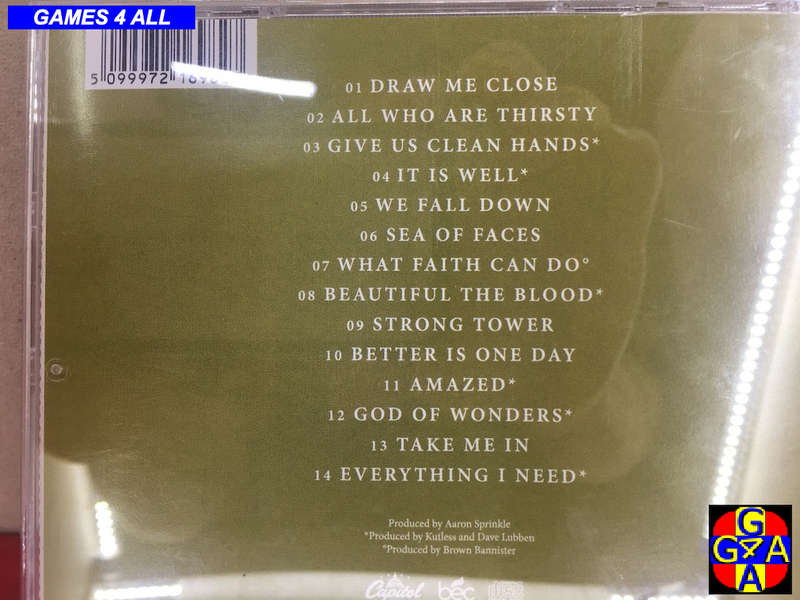 GAMES 4 ALL
5 099972
01 DRAW ME CLOSE
02 ALL WHO ARE THIRSTY
03 GIVE US CLEAN HANDS*
04 IT IS WELL*
05 WE FALL DOWN
06 SEA OF FACES
07 WHAT FAITH CAN DO°
08 BEAUTIFUL THE BLOOD*
09 STRONG TOWER
10 BETTER IS ONE DAY
11 AMAZED*
12 GOD OF WONDERS*
13 TAKE ME IN
14 EVERYTHING I NEED*
Produced by Aaron Sprinkle
*Produced by Kutless and Dave Lubben
°Produced by Brown Bannister
Capitol bec
G
G4A
A